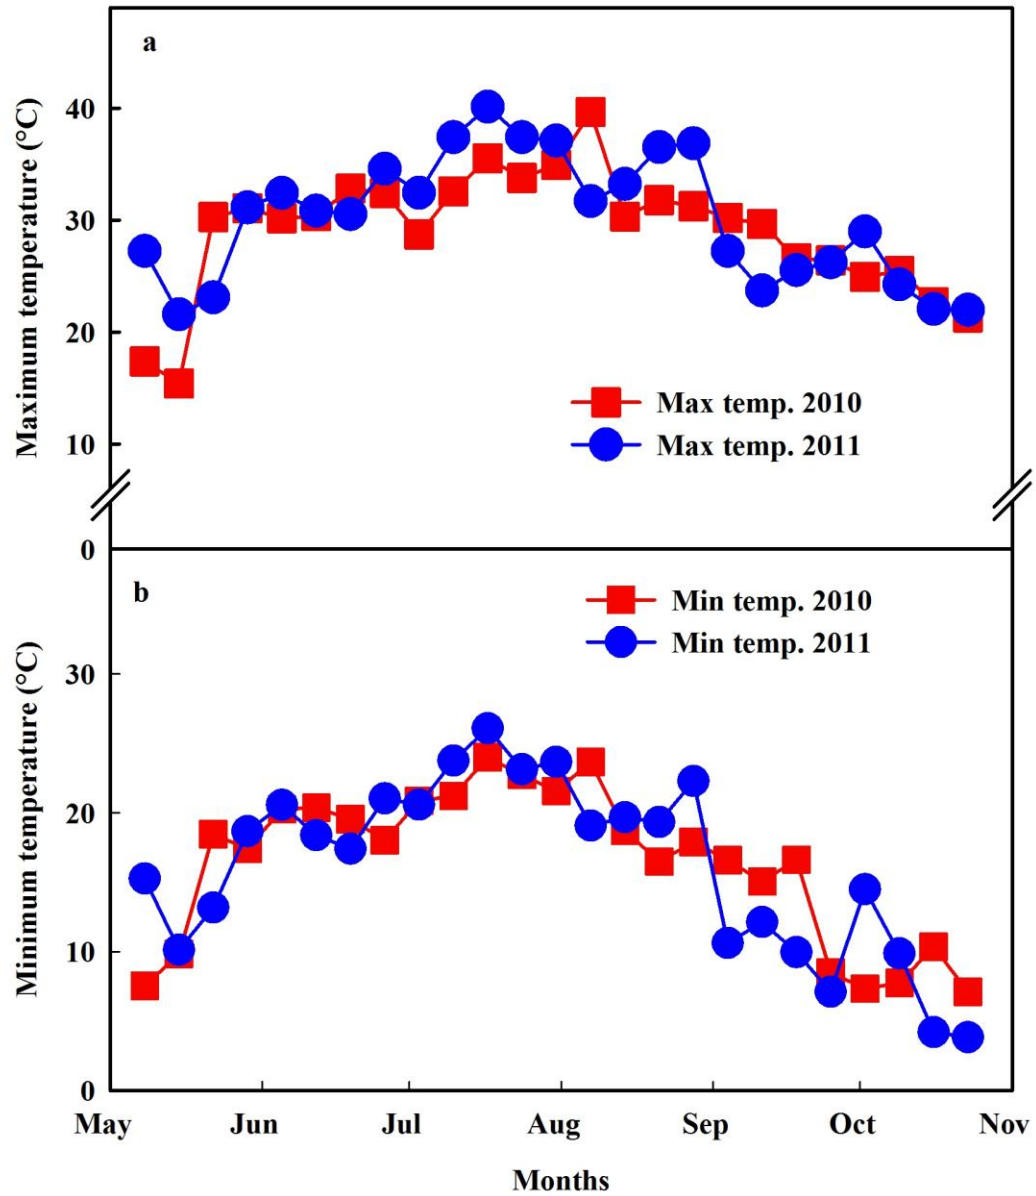 a
Maximum temperature (°C)
40
30
20
10
0
Max temp. 2010
Max temp. 2011
b
Minimum temperature (°C)
30
20
10
0
Min temp. 2010
Min temp. 2011
May Jun Jul Aug Sep Oct Nov
Months